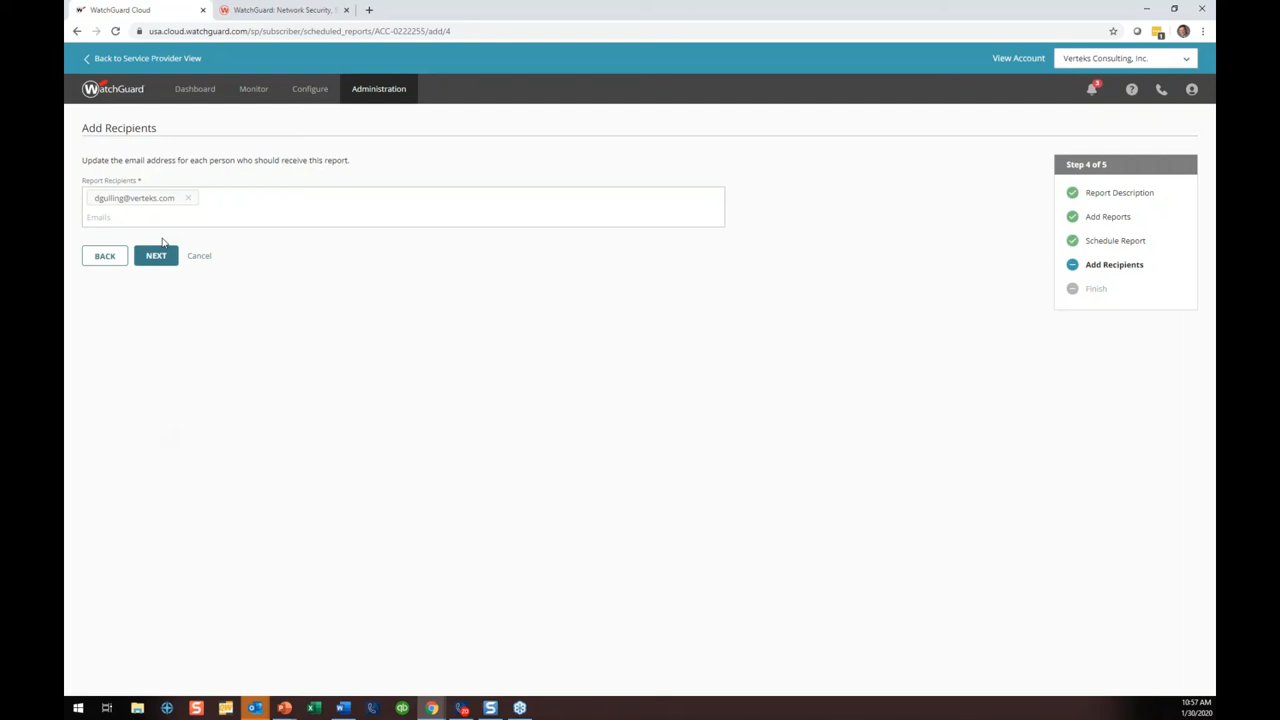 WatchGuard Cloud
WatchGuard: Network Security, S
usa.cloud.watchguard.com/sp/subscriber/scheduled_reports/ACC-0222255/add/4
Back to Service Provider View
View Account
Verteks Consulting, Inc.
WatchGuard
Dashboard
Monitor
Configure
Administration
3
Add Recipients
Update the email address for each person who should receive this report.
Report Recipients *
dgulling@verteks.com
Emails
BACK
NEXT
Cancel
Step 4 of 5
Report Description
Add Reports
Schedule Report
Add Recipients
Finish
10:57 AM
1/30/2020